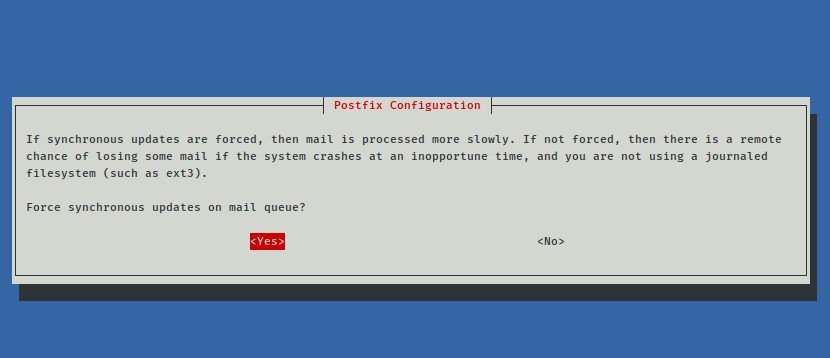 Postfix Configuration
If synchronous updates are forced, then mail is processed more slowly. If not forced, then there is a remote
chance of losing some mail if the system crashes at an inopportune time, and you are not using a journaled
filesystem (such as ext3).
Force synchronous updates on mail queue?
<Yes> <No>